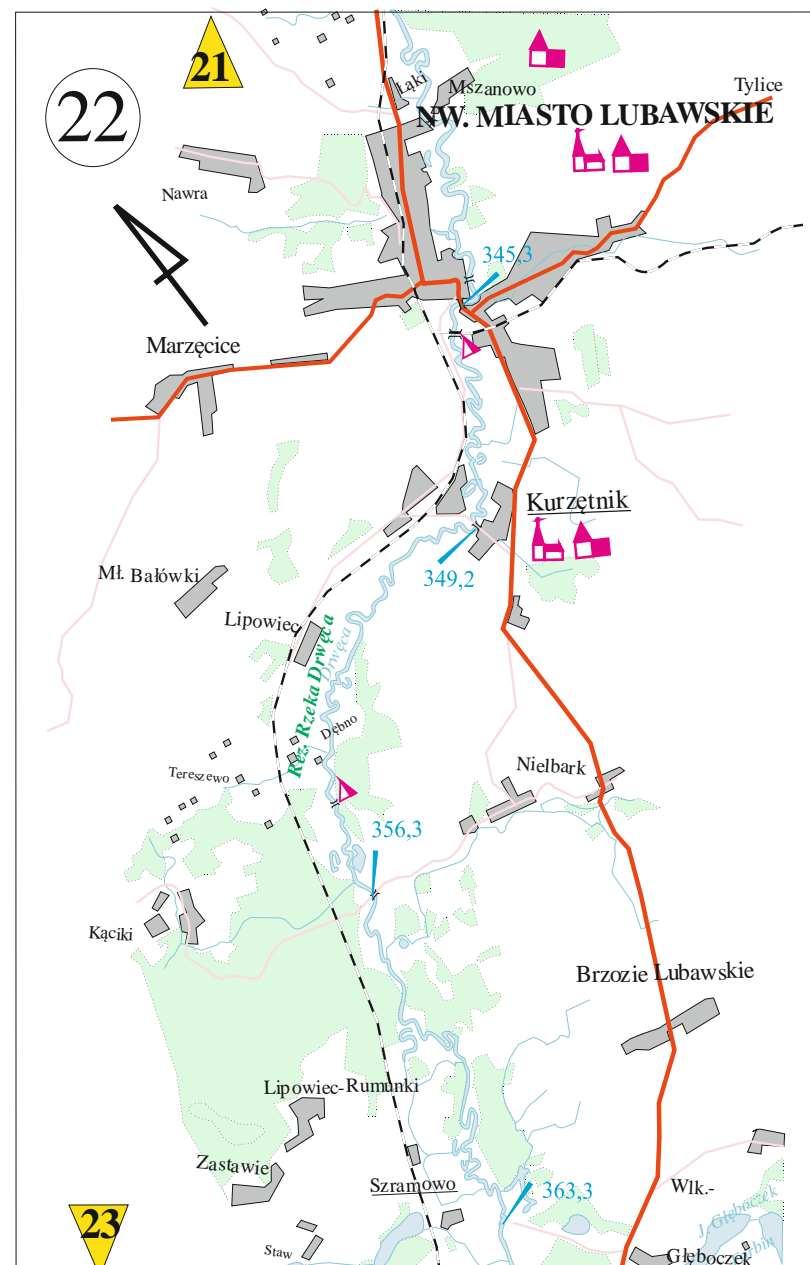 21
22
Łąki
Mszanowo
Tylice
NW. MIASTO LUBAWSKIE
Nawra
345,3
Marzęcice
Kurzętnik
349,2
Mł. Bałówki
Lipowiec
Rez. Rzeka Drwęca
Drwęca
Dębno
Tereszewo
Nielbark
356,3
Kąciki
Brzozie Lubawskie
Lipowiec-Rumunki
Zastawie
Szramowo
363,3
Wlk.-
J. Głęboczek
23
Staw
Głęboczek